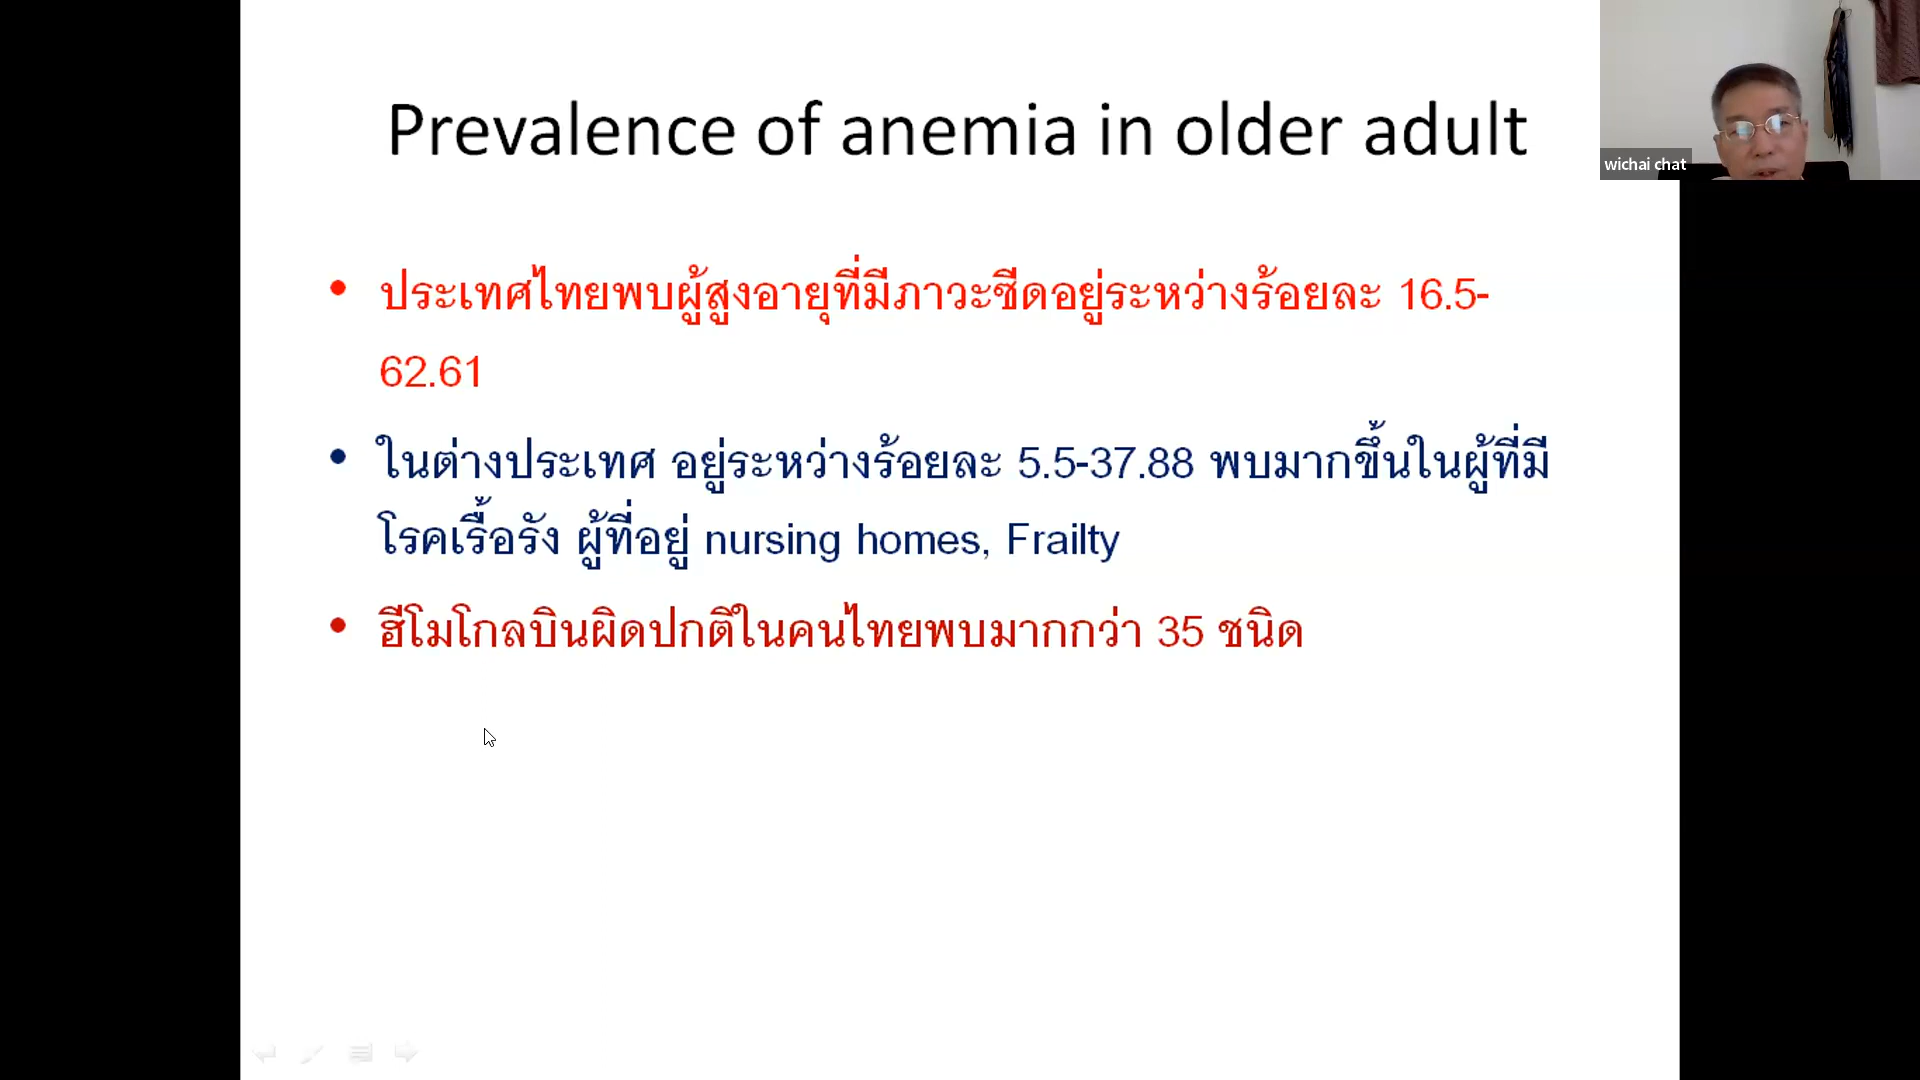 Prevalence of anemia in older adult
wichai chat
• ประเทศไทยพบผู้สูงอายุที่มีภาวะซีดอยู่ระหว่างร้อยละ 16.5-
62.61
• ในต่างประเทศ อยู่ระหว่างร้อยละ 5.5-37.88 พบมากขึ้นในผู้ที่มี
โรคเรื้อรัง ผู้ที่อยู่ nursing homes, Frailty
• ฮีโมโกลบินผิดปกติในคนไทยพบมากกว่า 35 ชนิด